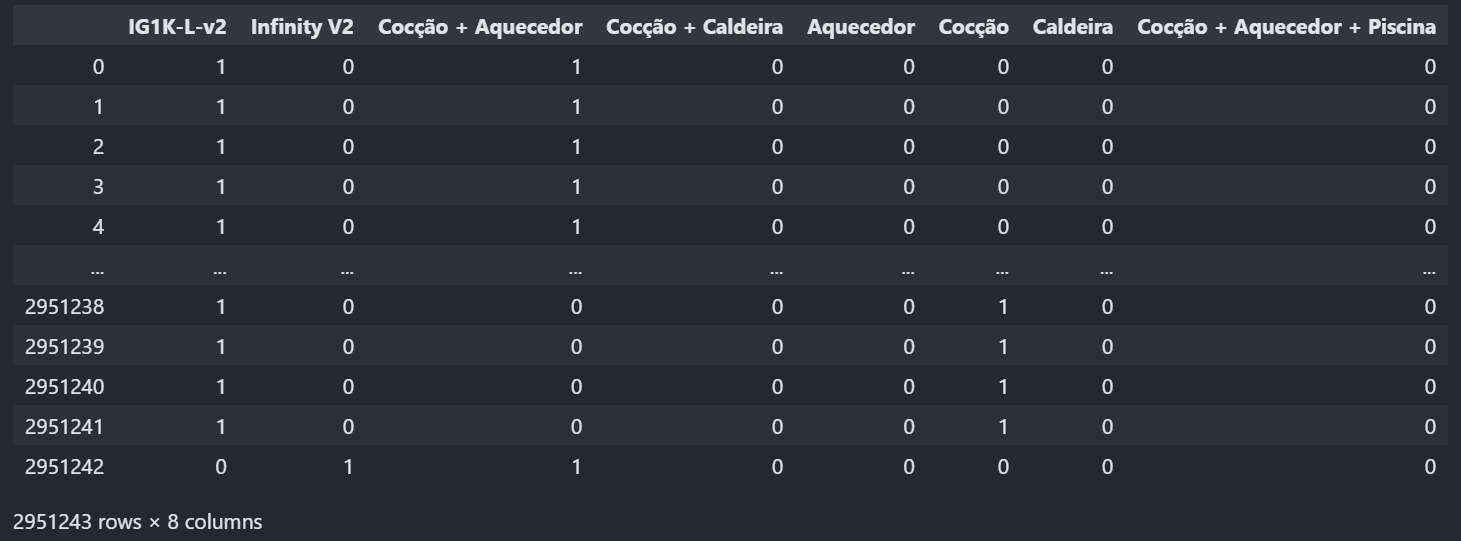 IG1K-L-v2 Infinity V2 Cocção + Aquecedor Cocção + Caldeira Aquecedor Cocção Caldeira Cocção + Aquecedor + Piscina
0 1 0 1 0 0 0 0 0
1 1 0 1 0 0 0 0 0
2 1 0 1 0 0 0 0 0
3 1 0 1 0 0 0 0 0
4 1 0 1 0 0 0 0 0
... ... ... ... ... ... ... ... ...
2951238 1 0 0 0 0 1 0 0
2951239 1 0 0 0 0 1 0 0
2951240 1 0 0 0 0 1 0 0
2951241 1 0 0 0 0 1 0 0
2951242 0 1 1 0 0 0 0 0
2951243 rows × 8 columns